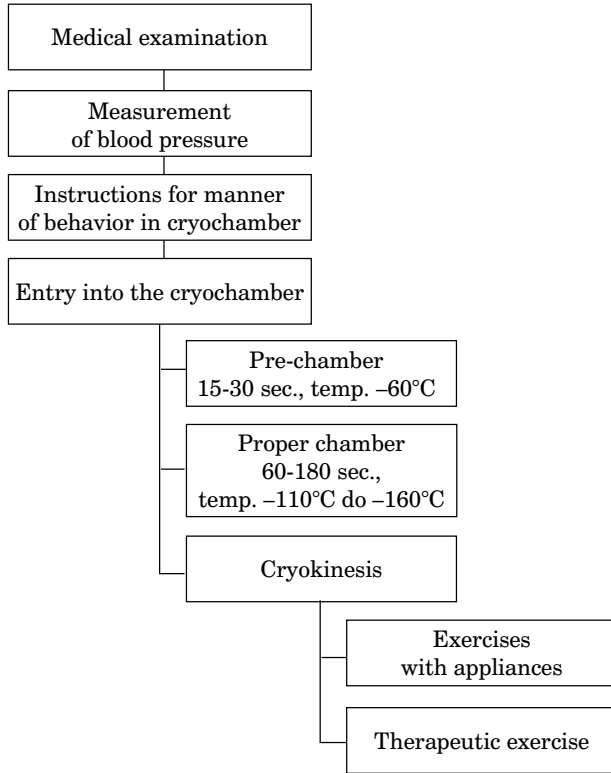 Medical examination
Measurement
of blood pressure
Instructions for manner
of behavior in cryochamber
Entry into the cryochamber
Pre-chamber
15-30 sec., temp. –60°C
Proper chamber
60-180 sec.,
temp. –110°C do –160°C
Cryokinesis
Exercises
with appliances
Therapeutic exercise